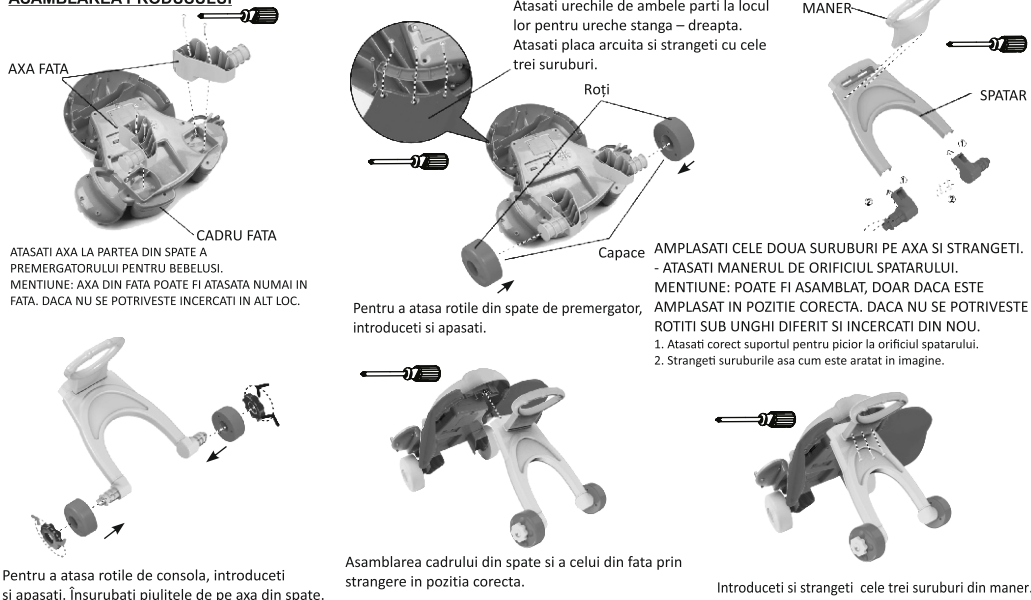 ASAMBLAREA PRODUSULUI
AXA FATA
CADRU FATA
ATASATI AXA LA PARTEA DIN SPATE A
PREMERGATORULUI PENTRU BEBELUSI.
MENTIUNE: AXA DIN FATA POATE FI ATASATA NUMAI IN
FATA. DACA NU SE POTRIVESTE INCERCATI IN ALT LOC.
Atasati urechile de ambele parti la locul
lor pentru ureche stanga – dreapta.
Atasati placa arcuita si strangeti cu cele
trei suruburi.
Roți
Capace
Pentru a atasa rotile din spate de premergator,
introduceti si apasati.
MANER
SPATAR
1
1
2
2
AMPLASATI CELE DOUA SURUBURI PE AXA SI STRANGETI.
- ATASATI MANERUL DE ORIFICIUL SPATARULUI.
MENTIUNE: POATE FI ASAMBLAT, DOAR DACA ESTE
AMPLASAT IN POZITIE CORECTA. DACA NU SE POTRIVESTE
ROTITI SUB UNGHI DIFERIT SI INCERCATI DIN NOU.
1. Atasati corect suportul pentru picior la orificiul spatarului.
2. Strangeti suruburile asa cum este aratat in imagine.
Pentru a atasa rotile de consola, introduceti
si apasati. Însurubati piulitele de pe axa din spate.
Asamblarea cadrului din spate si a celui din fata prin
strangere in pozitia corecta.
Introduceti si strangeti cele trei suruburi din maner.